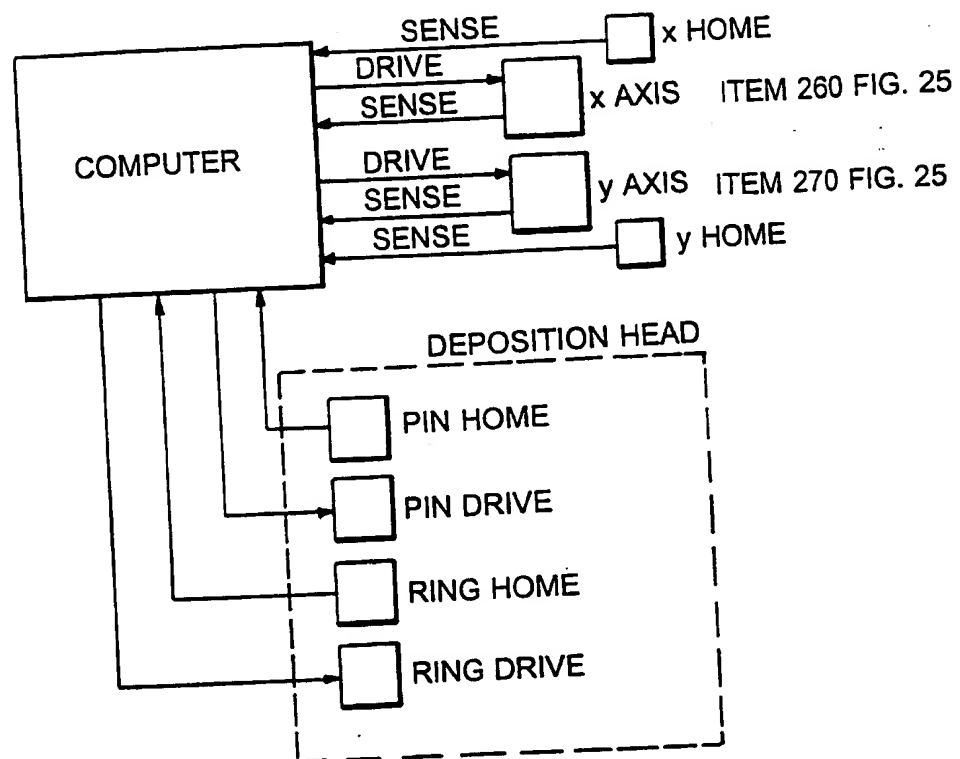 SENSE
x HOME
DRIVE
x AXIS ITEM 260 FIG. 25
SENSE
COMPUTER
DRIVE
y AXIS ITEM 270 FIG. 25
SENSE
SENSE
y HOME
DEPOSITION HEAD
PIN HOME
PIN DRIVE
RING HOME
RING DRIVE